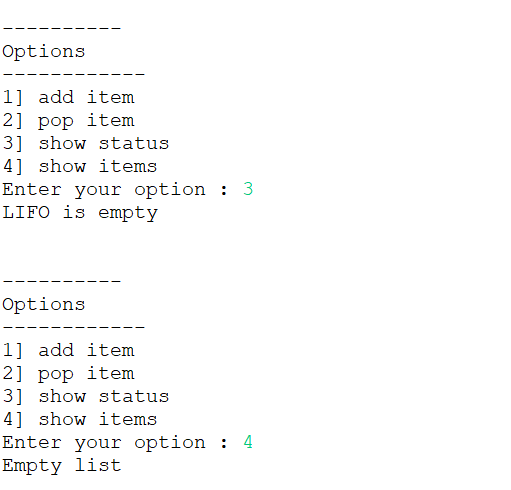 ----------
Options
------------
1] add item
2] pop item
3] show status
4] show items
Enter your option : 3
LIFO is empty
----------
Options
------------
1] add item
2] pop item
3] show status
4] show items
Enter your option : 4
Empty list